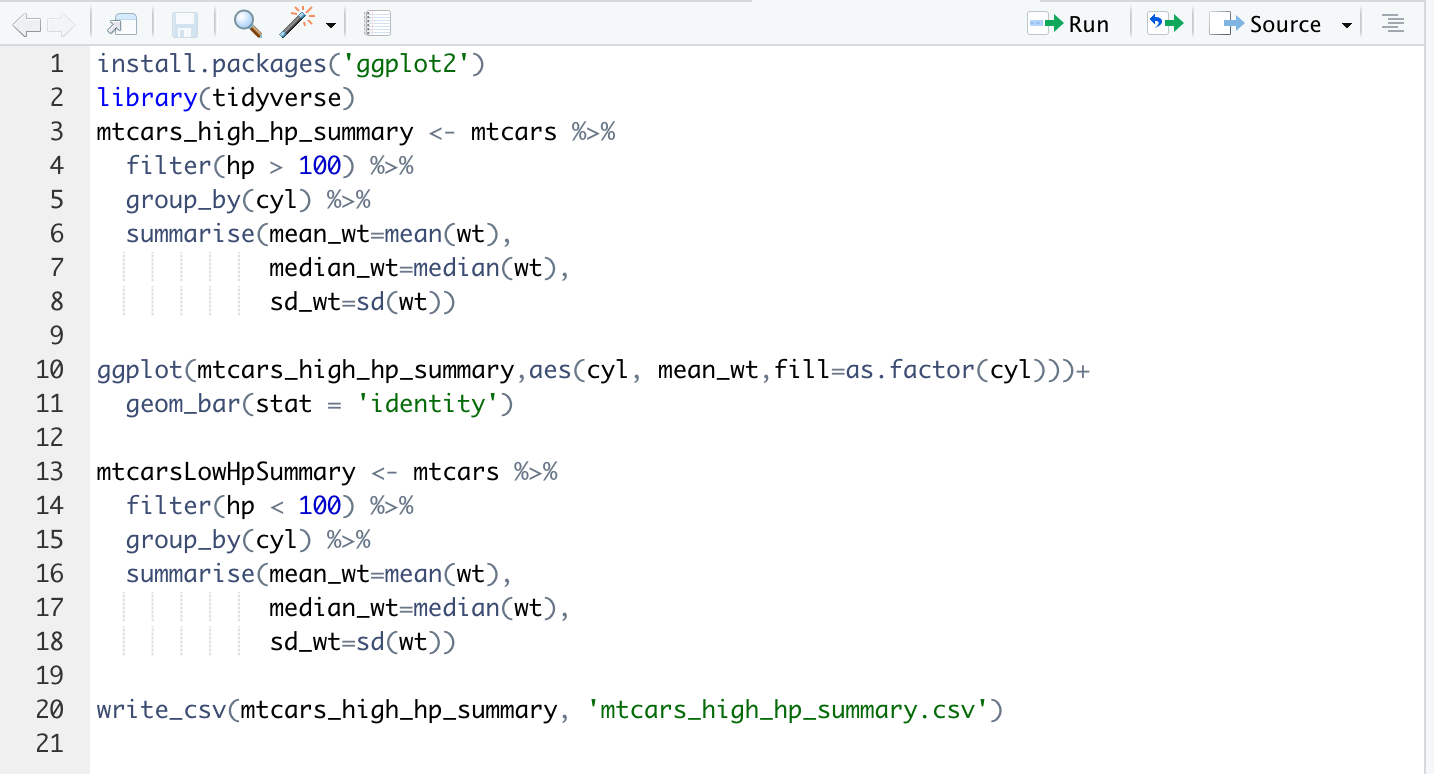 Run Source
1 install.packages('ggplot2')
2 library(tidyverse)
3 mtcars_high_hp_summary <- mtcars %>%
4   filter(hp > 100) %>%
5   group_by(cyl) %>%
6   summarise(mean_wt=mean(wt),
7             median_wt=median(wt),
8             sd_wt=sd(wt))
9
10 ggplot(mtcars_high_hp_summary,aes(cyl, mean_wt,fill=as.factor(cyl)))+
11   geom_bar(stat = 'identity')
12
13 mtcarsLowHpSummary <- mtcars %>%
14   filter(hp < 100) %>%
15   group_by(cyl) %>%
16   summarise(mean_wt=mean(wt),
17             median_wt=median(wt),
18             sd_wt=sd(wt))
19
20 write_csv(mtcars_high_hp_summary, 'mtcars_high_hp_summary.csv')
21